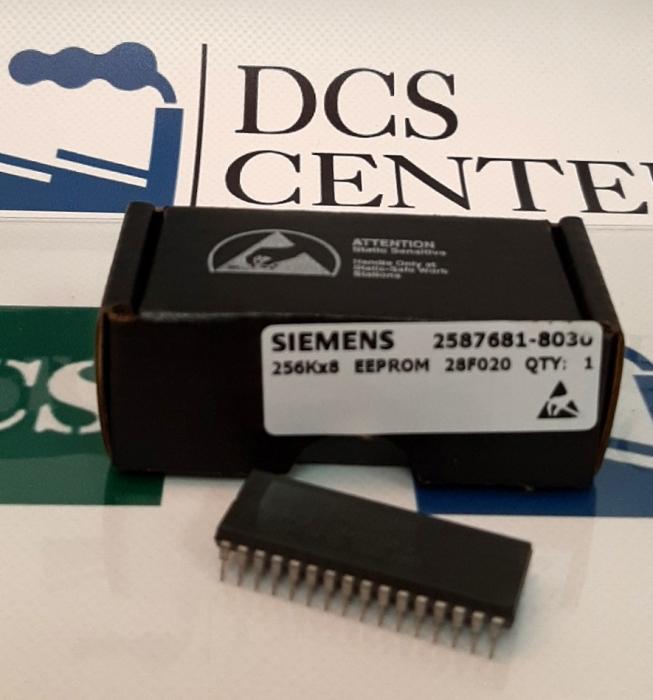 DCS
CENTE
ATTENTION
Static Sensitive
Handle Only at
Static-Safe Work
Stations
SIEMENS 2587681-8030
256Kx8 EEPROM 28F020 QTY: 1
CS